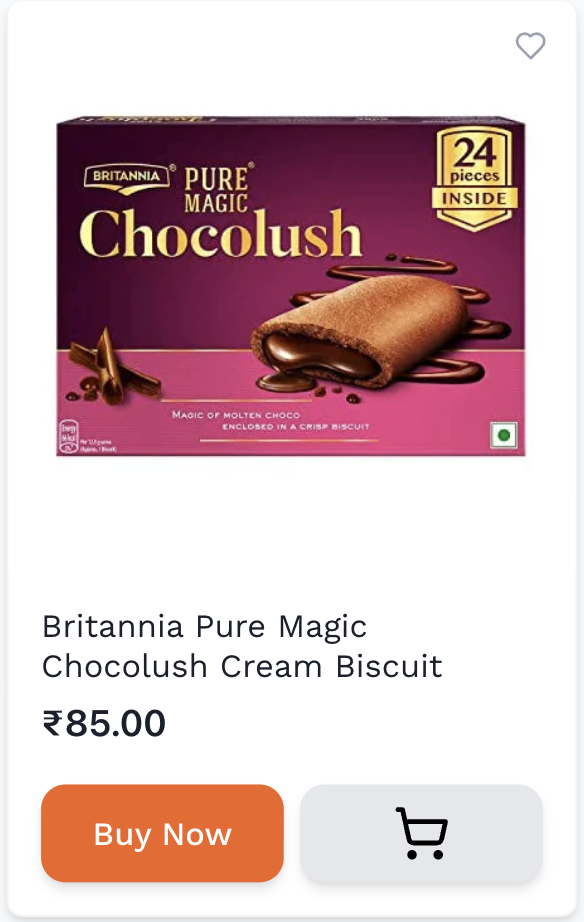 BRITANNIA®
PURE®
MAGIC
Chocolush
24
pieces
INSIDE
MAGIC OF MOLTEN CHOCO
ENCLOSED IN A CRISP BISCUIT
Energy
Britannia Pure Magic
Chocolush Cream Biscuit
₹85.00
Buy Now